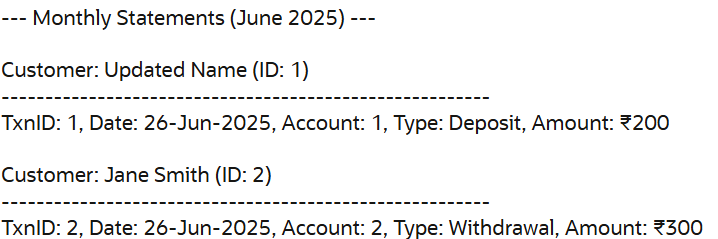 --- Monthly Statements (June 2025) ---
Customer: Updated Name (ID: 1)
--------------------------------------------------------
TxnID: 1, Date: 26-Jun-2025, Account: 1, Type: Deposit, Amount: ₹200
Customer: Jane Smith (ID: 2)
--------------------------------------------------------
TxnID: 2, Date: 26-Jun-2025, Account: 2, Type: Withdrawal, Amount: ₹300